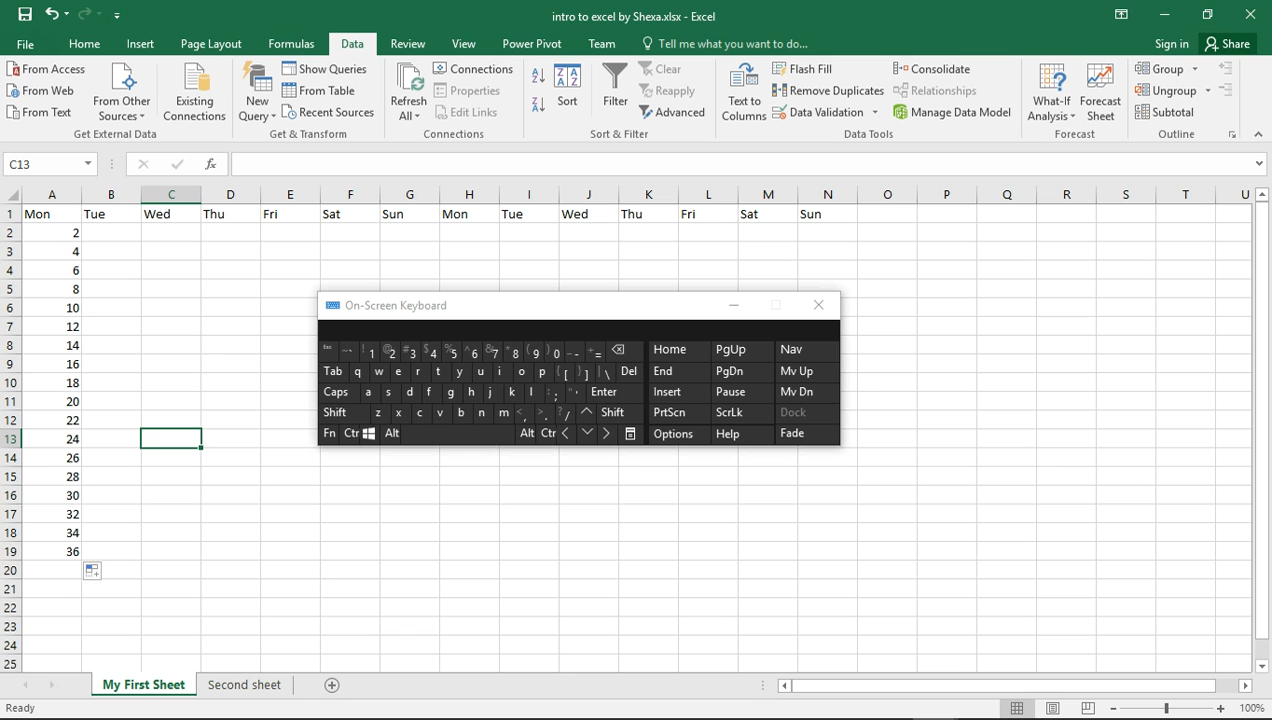 intro to excel by Shexa.xlsx - Excel
File Home Insert Page Layout Formulas Data Review View Power Pivot Team Tell me what you want to do... Sign in Share
From Access
From Web
From Text
From Other Sources
Existing Connections
Get External Data
New Query
Show Queries
From Table
Recent Sources
Get & Transform
Refresh All
Connections
Properties
Edit Links
Connections
Sort
Filter
Clear
Reapply
Advanced
Sort & Filter
Text to Columns
Flash Fill
Remove Duplicates
Data Validation
Consolidate
Relationships
Manage Data Model
Data Tools
What-If Analysis
Forecast Sheet
Forecast
Group
Ungroup
Subtotal
Outline
C13 fx
A B C D E F G H I J K L M N O P Q R S T U
1 Mon Tue Wed Thu Fri Sat Sun Mon Tue Wed Thu Fri Sat Sun
2 2
3 4
4 6
5 8
6 10
7 12
8 14
9 16
10 18
11 20
12 22
13 24
14 26
15 28
16 30
17 32
18 34
19 36
20
21
22
23
24
25
On-Screen Keyboard
Esc ~` !1 @2 #3 $4 %5 ^6 &7 *8 (9 )0 _- += Home PgUp Nav
Tab q w e r t y u i o p {[ }] |\ Del End PgDn Mv Up
Caps a s d f g h j k l :; "' Enter Insert Pause Mv Dn
Shift z x c v b n m <, >. ?/ Shift PrtScn ScrLk Dock
Fn Ctr Alt Alt Ctr Options Help Fade
My First Sheet Second sheet
Ready 100%